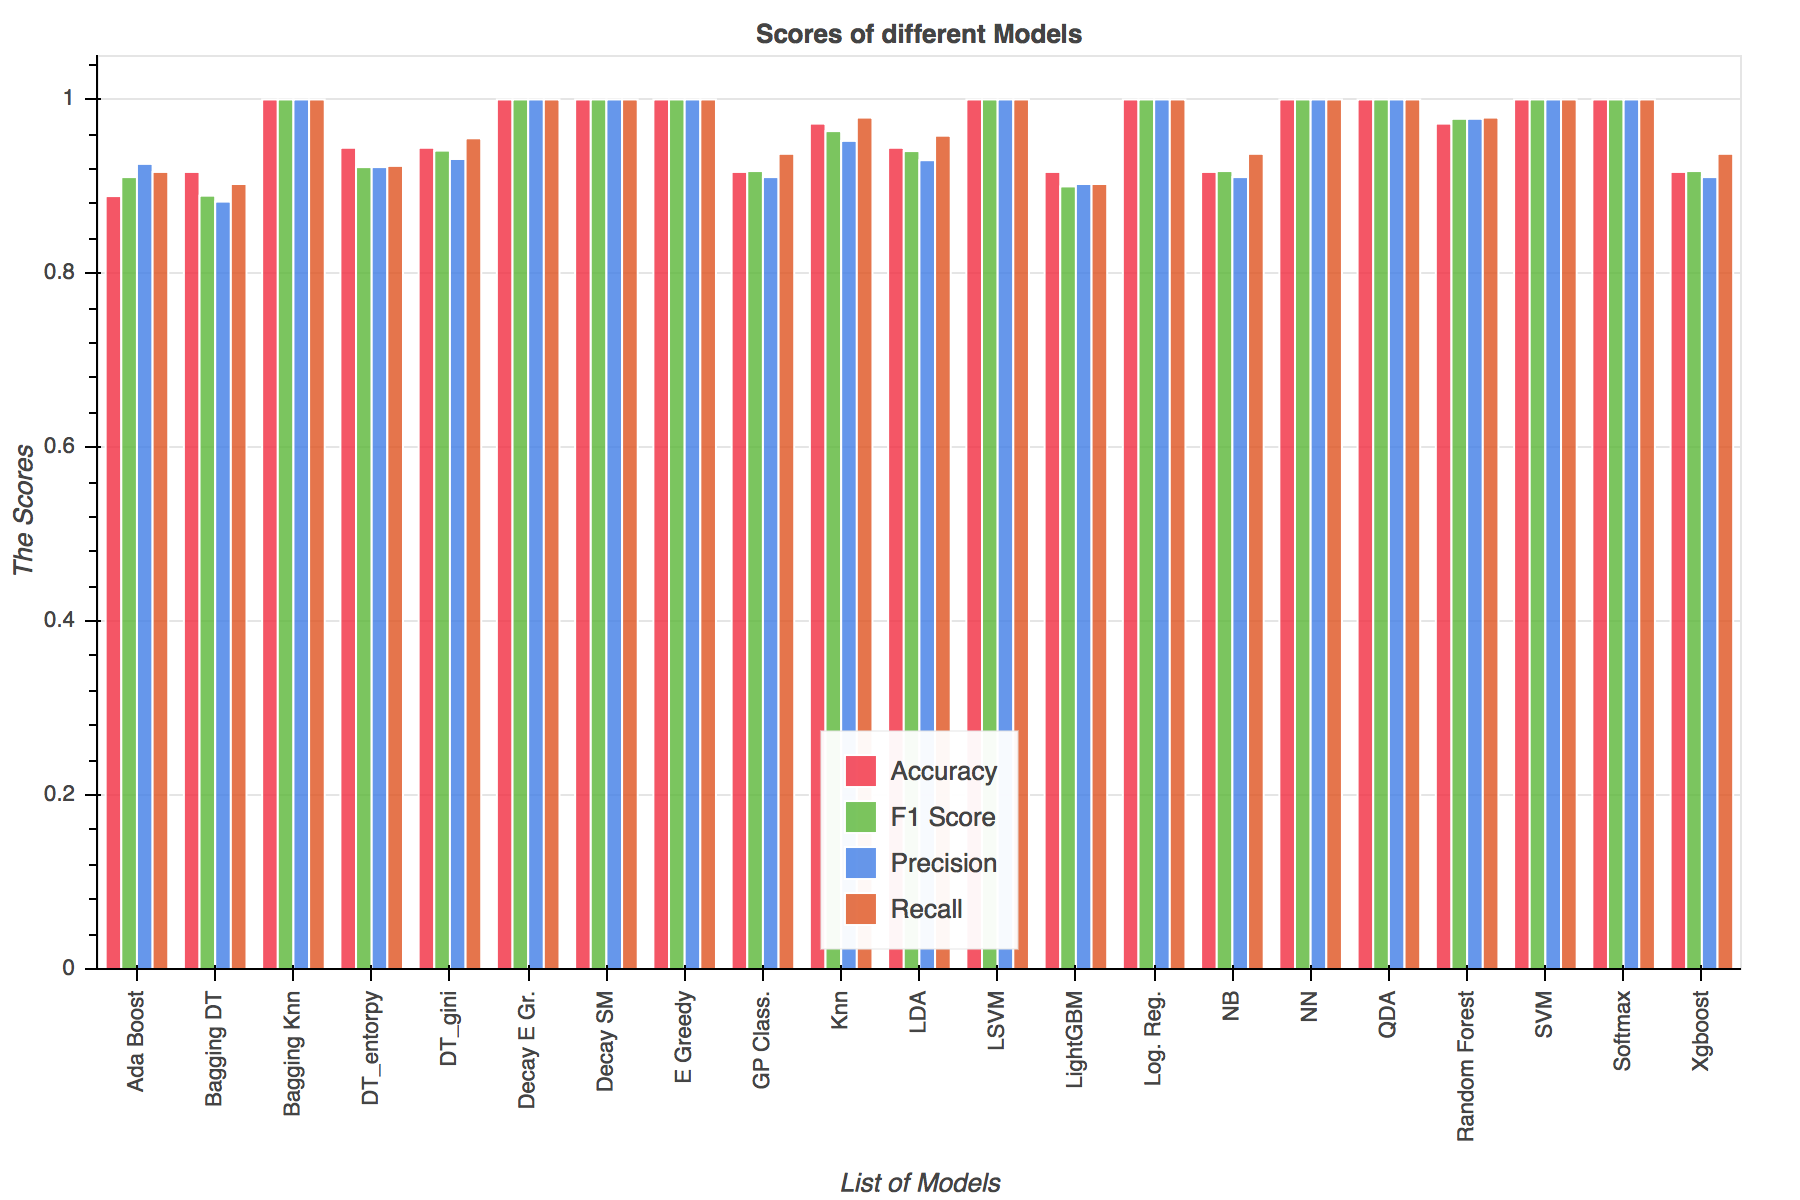 Scores of different Models
The Scores
1
0.8
0.6
0.4
0.2
0
Accuracy
F1 Score
Precision
Recall
Ada Boost
Bagging DT
Bagging Knn
DT_entorpy
DT_gini
Decay E Gr.
Decay SM
E Greedy
GP Class.
Knn
LDA
LSVM
LightGBM
Log. Reg.
NB
NN
QDA
Random Forest
SVM
Softmax
Xgboost
List of Models